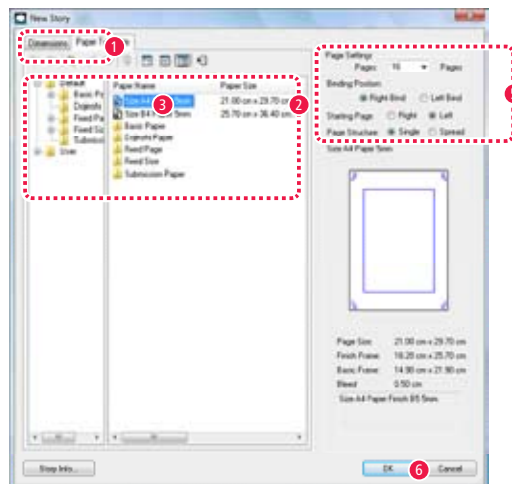 New Story
Dimensions Paper
1
Page Settings
Pages 16 Pages
Binding Position
Right Bind Left Bind
Starting Page Right Left
Page Structure Single Spread
Default
Basic
Fixed
Submiss
User
Paper Name Paper Size
Size A4 5mm 21.00 cm x 29.70 cm
3
2
Size B4 5mm 25.70 cm x 36.40 cm
Basic Paper
Paper
Fixed Page
Fixed Size
Submission Paper
Size A4 Paper 5mm
Page Size 21.00 cm x 29.70 cm
Finish Frame 18.20 cm x 25.70 cm
Basic Frame 14.90 cm x 21.90 cm
Bleed 0.50 cm
Size A4 Paper Finish B5 5mm
Story Info...
OK
6
Cancel